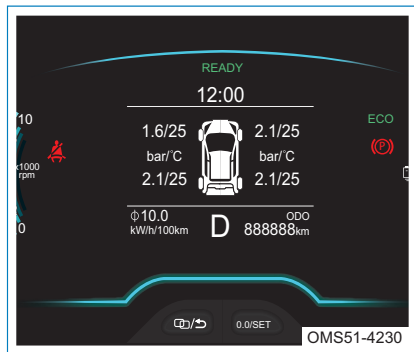 READY
12:00
10
ECO
1.6/25
2.1/25
bar/℃
bar/℃
x1000
rpm
2.1/25
2.1/25
0
Φ10.0
kW/h/100km
D
ODO
888888km
0.0/SET
OMS51-4230